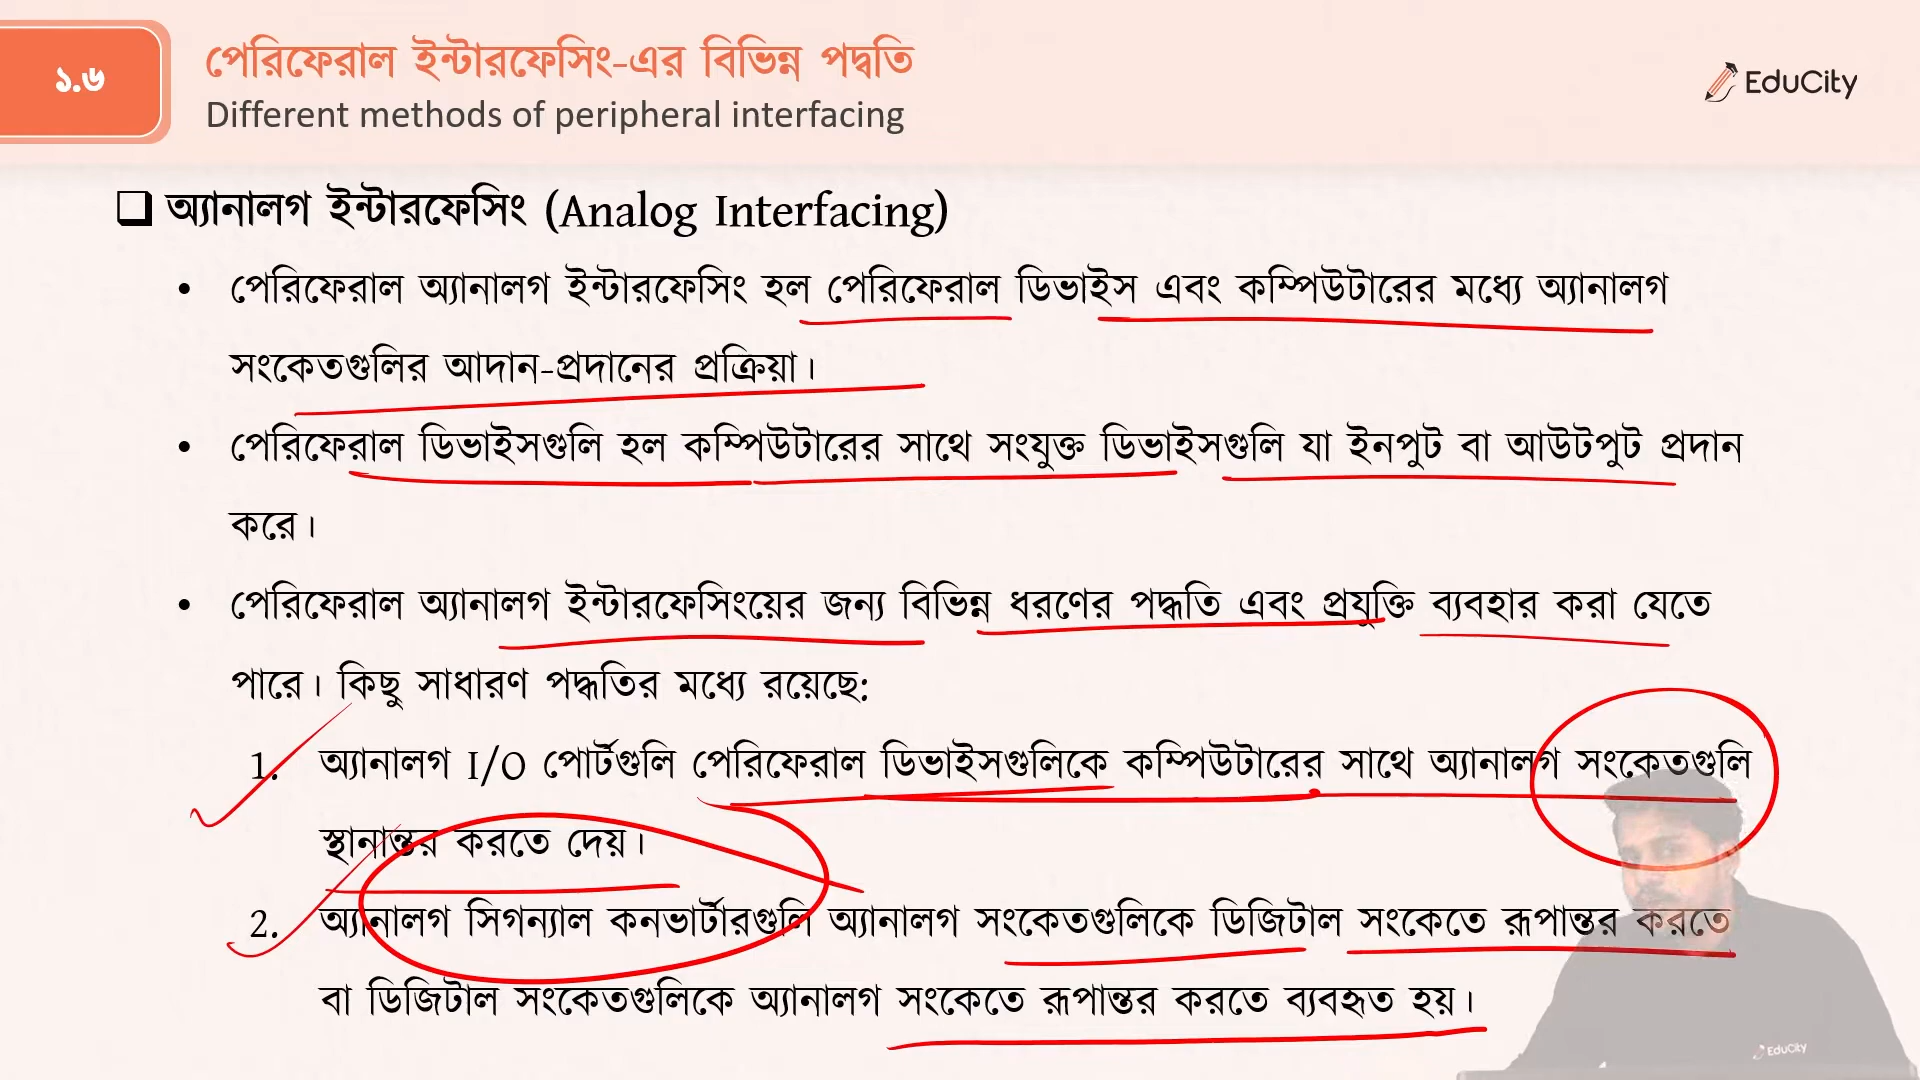 ১.৬
পেরিফেরাল ইন্টারফেসিং-এর বিভিন্ন পদ্বতি
Different methods of peripheral interfacing
EduCity
অ্যানালগ ইন্টারফেসিং (Analog Interfacing)
• পেরিফেরাল অ্যানালগ ইন্টারফেসিং হল পেরিফেরাল ডিভাইস এবং কম্পিউটারের মধ্যে অ্যানালগ
সংকেতগুলির আদান-প্রদানের প্রক্রিয়া।
• পেরিফেরাল ডিভাইসগুলি হল কম্পিউটারের সাথে সংযুক্ত ডিভাইসগুলি যা ইনপুট বা আউটপুট প্রদান
করে।
• পেরিফেরাল অ্যানালগ ইন্টারফেসিংয়ের জন্য বিভিন্ন ধরণের পদ্ধতি এবং প্রযুক্তি ব্যবহার করা যেতে
পারে। কিছু সাধারণ পদ্ধতির মধ্যে রয়েছে:
1. অ্যানালগ I/O পোর্টগুলি পেরিফেরাল ডিভাইসগুলিকে কম্পিউটারের সাথে অ্যানালগ সংকেতগুলি
স্থানান্তর করতে দেয়।
2. অ্যানালগ সিগন্যাল কনভার্টারগুলি অ্যানালগ সংকেতগুলিকে ডিজিটাল সংকেতে রূপান্তর করতে
বা ডিজিটাল সংকেতগুলিকে অ্যানালগ সংকেতে রূপান্তর করতে ব্যবহৃত হয়।
EduCity